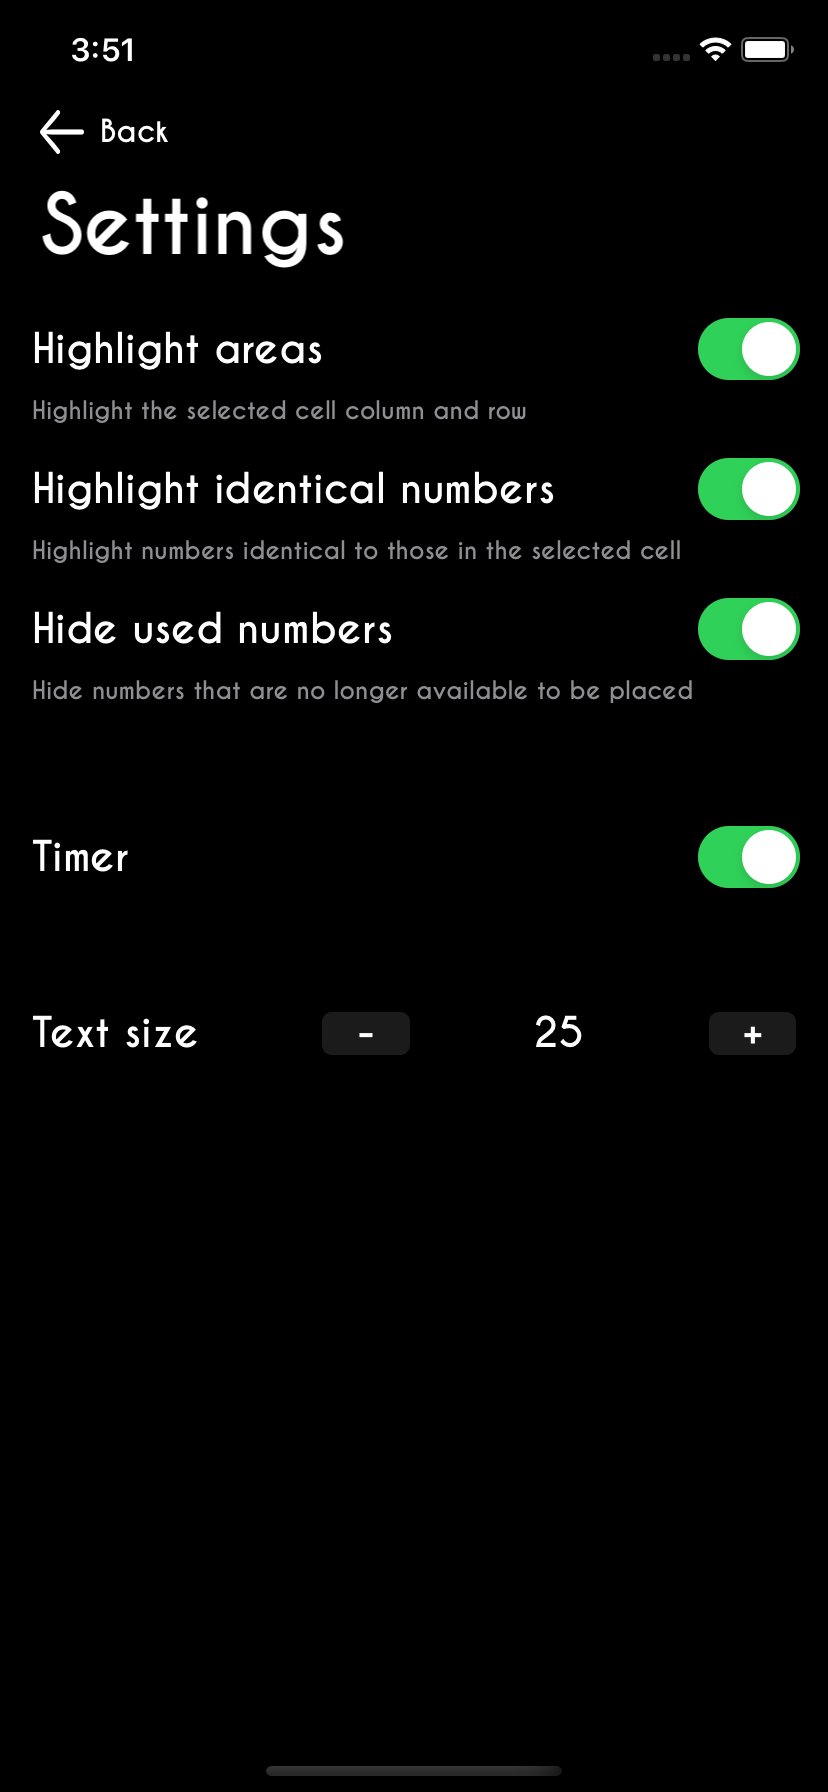 3:51
Back
Settings
Highlight areas
Highlight the selected cell column and row
Highlight identical numbers
Highlight numbers identical to those in the selected cell
Hide used numbers
Hide numbers that are no longer available to be placed
Timer
Text size - 25 +